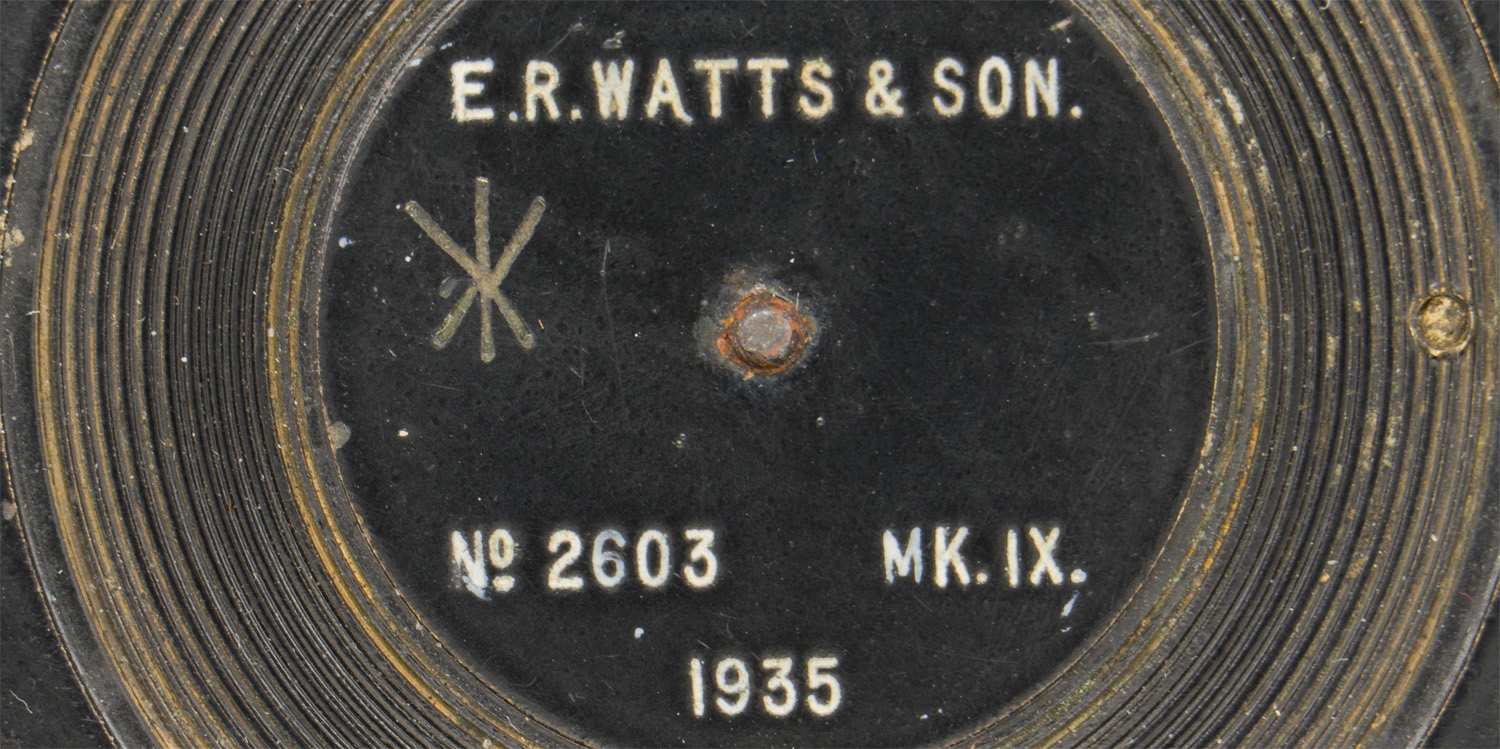 E.R.WATTS & SON.
Nº 2603 MK.IX.
1935